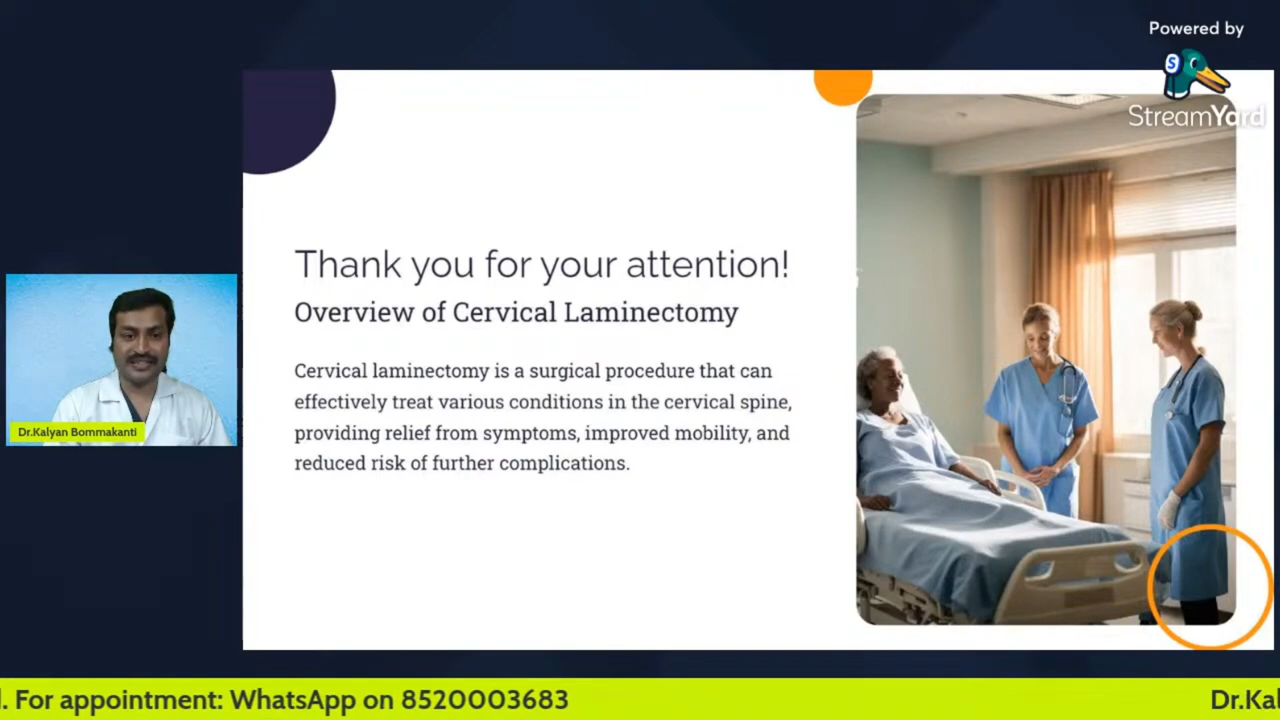 Powered by
StreamYard
Thank you for your attention!
Overview of Cervical Laminectomy
Cervical laminectomy is a surgical procedure that can
effectively treat various conditions in the cervical spine,
providing relief from symptoms, improved mobility, and
reduced risk of further complications.
Dr.Kalyan Bommakanti
. For appointment: WhatsApp on 8520003683
Dr.Kal